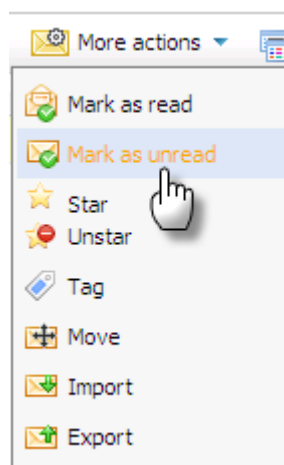 More actions
Mark as read
Mark as unread
Star
Unstar
Tag
Move
Import
Export